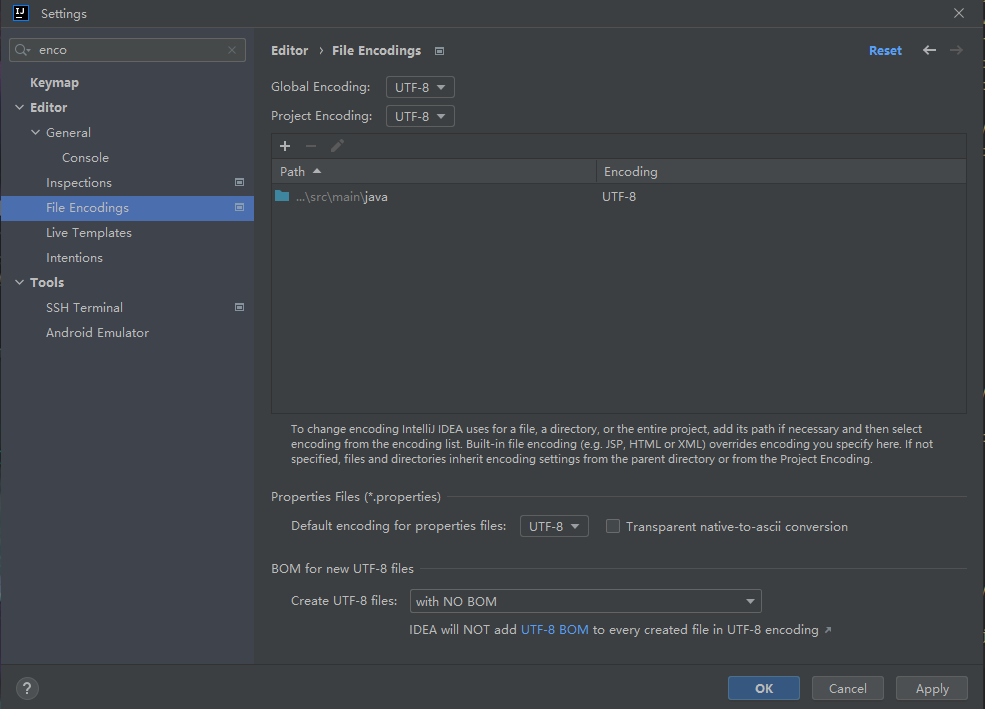 IJ
Settings
enco
Keymap
Editor
General
Console
Inspections
File Encodings
Live Templates
Intentions
Tools
SSH Terminal
Android Emulator
Editor › File Encodings
Reset
Global Encoding: UTF-8
Project Encoding: UTF-8
Path Encoding
...\src\main\java UTF-8
To change encoding IntelliJ IDEA uses for a file, a directory, or the entire project, add its path if necessary and then select
encoding from the encoding list. Built-in file encoding (e.g. JSP, HTML or XML) overrides encoding you specify here. If not
specified, files and directories inherit encoding settings from the parent directory or from the Project Encoding.
Properties Files (*.properties)
Default encoding for properties files: UTF-8 Transparent native-to-ascii conversion
BOM for new UTF-8 files
Create UTF-8 files: with NO BOM
IDEA will NOT add UTF-8 BOM to every created file in UTF-8 encoding ↗
? OK Cancel Apply